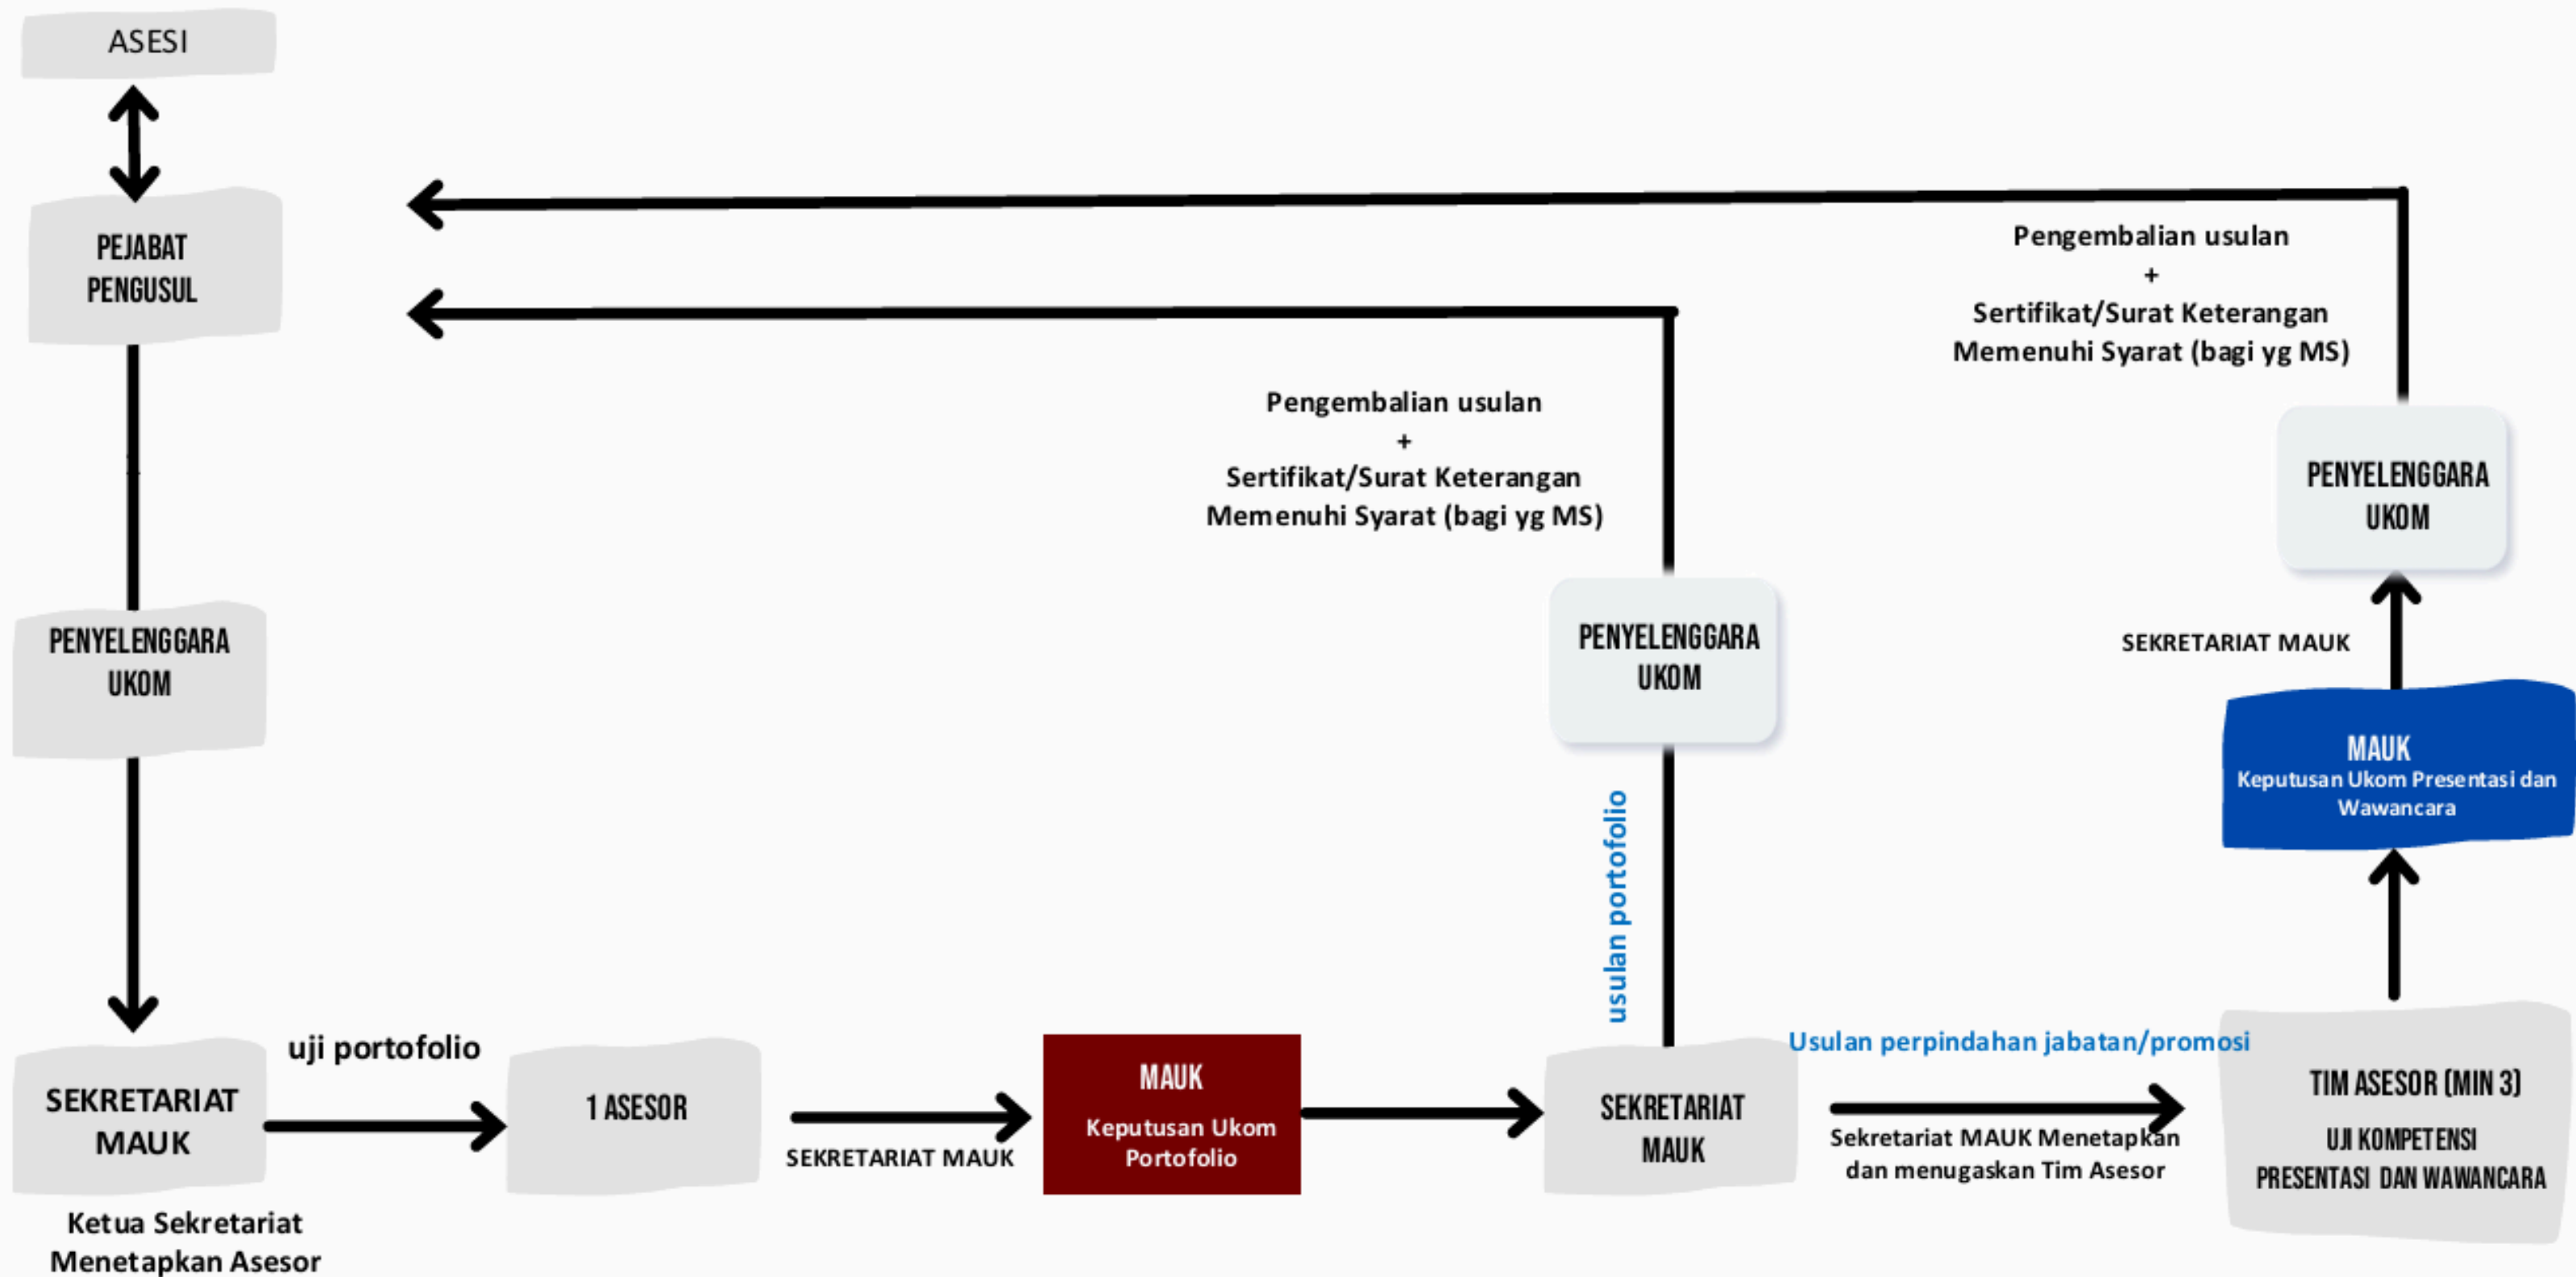 ASESI
PEJABAT
PENGUSUL
Pengembalian usulan
+
Sertifikat/Surat Keterangan
Memenuhi Syarat (bagi yg MS)
Pengembalian usulan
+
Sertifikat/Surat Keterangan
Memenuhi Syarat (bagi yg MS)
PENYELENGGARA
UKOM
PENYELENGGARA
UKOM
PENYELENGGARA
UKOM
SEKRETARIAT MAUK
MAUK
Keputusan Ukom Presentasi dan
Wawancara
usulan portofolio
SEKRETARIAT
MAUK
Ketua Sekretariat
Menetapkan Asesor
uji portofolio
1 ASESOR
SEKRETARIAT MAUK
MAUK
Keputusan Ukom
Portofolio
SEKRETARIAT
MAUK
Usulan perpindahan jabatan/promosi
Sekretariat MAUK Menetapkan
dan menugaskan Tim Asesor
TIM ASESOR (MIN 3)
UJI KOMPETENSI
PRESENTASI DAN WAWANCARA